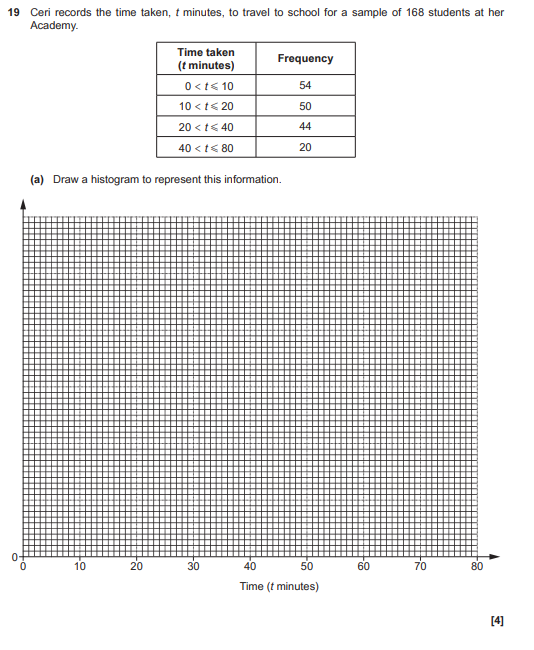 19 Ceri records the time taken, t minutes, to travel to school for a sample of 168 students at her
Academy.
Time taken
(t minutes)
Frequency
0 < t ⩽ 10 54
10 < t ⩽ 20 50
20 < t ⩽ 40 44
40 < t ⩽ 80 20
(a) Draw a histogram to represent this information.
0
0 10 20 30 40 50 60 70 80
Time (t minutes)
[4]